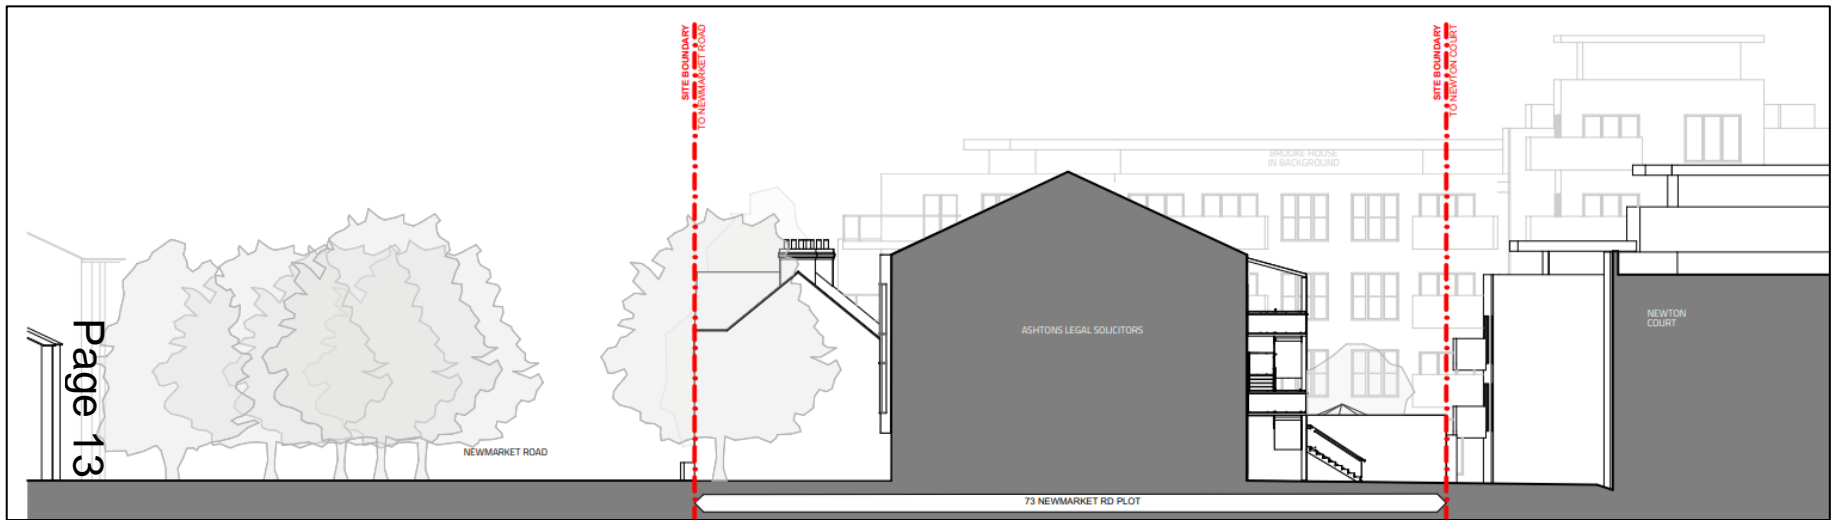 SITE BOUNDARY
TO NEWMARKET ROAD
SITE BOUNDARY
TO NEWTON COURT
BROOKE HOUSE
IN BACKGROUND
NEWTON
COURT
ASHTONS LEGAL SOLICITORS
Page 13
NEWMARKET ROAD
73 NEWMARKET RD PLOT